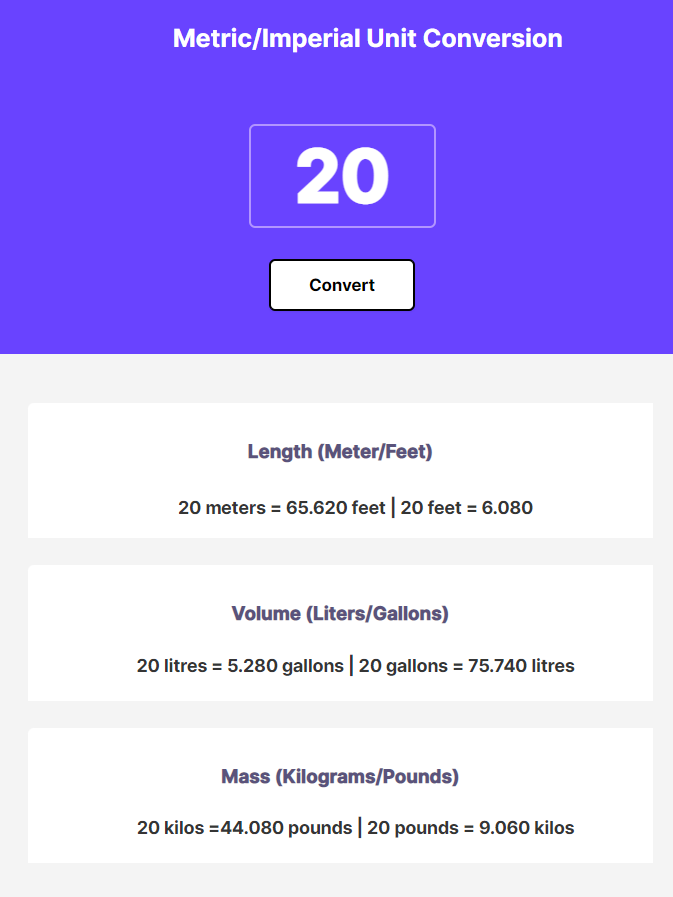 Metric/Imperial Unit Conversion
20
Convert
Length (Meter/Feet)
20 meters = 65.620 feet | 20 feet = 6.080
Volume (Liters/Gallons)
20 litres = 5.280 gallons | 20 gallons = 75.740 litres
Mass (Kilograms/Pounds)
20 kilos =44.080 pounds | 20 pounds = 9.060 kilos